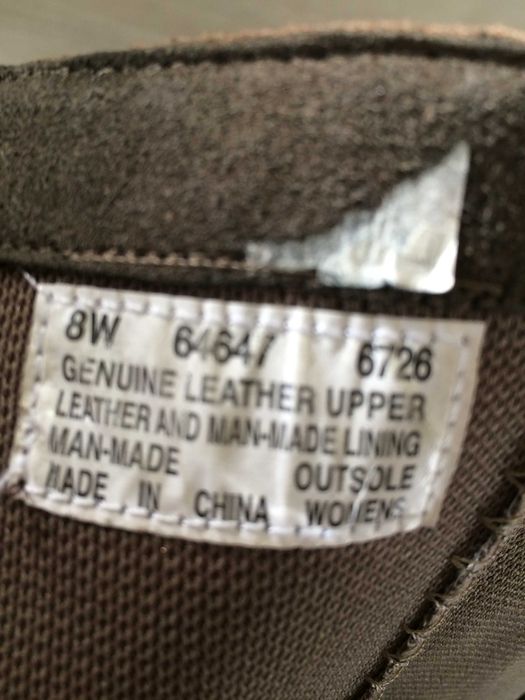 8W 64647 6726
GENUINE LEATHER UPPER
LEATHER AND MAN-MADE LINING
MAN-MADE OUTSOLE
MADE IN CHINA WOMENS